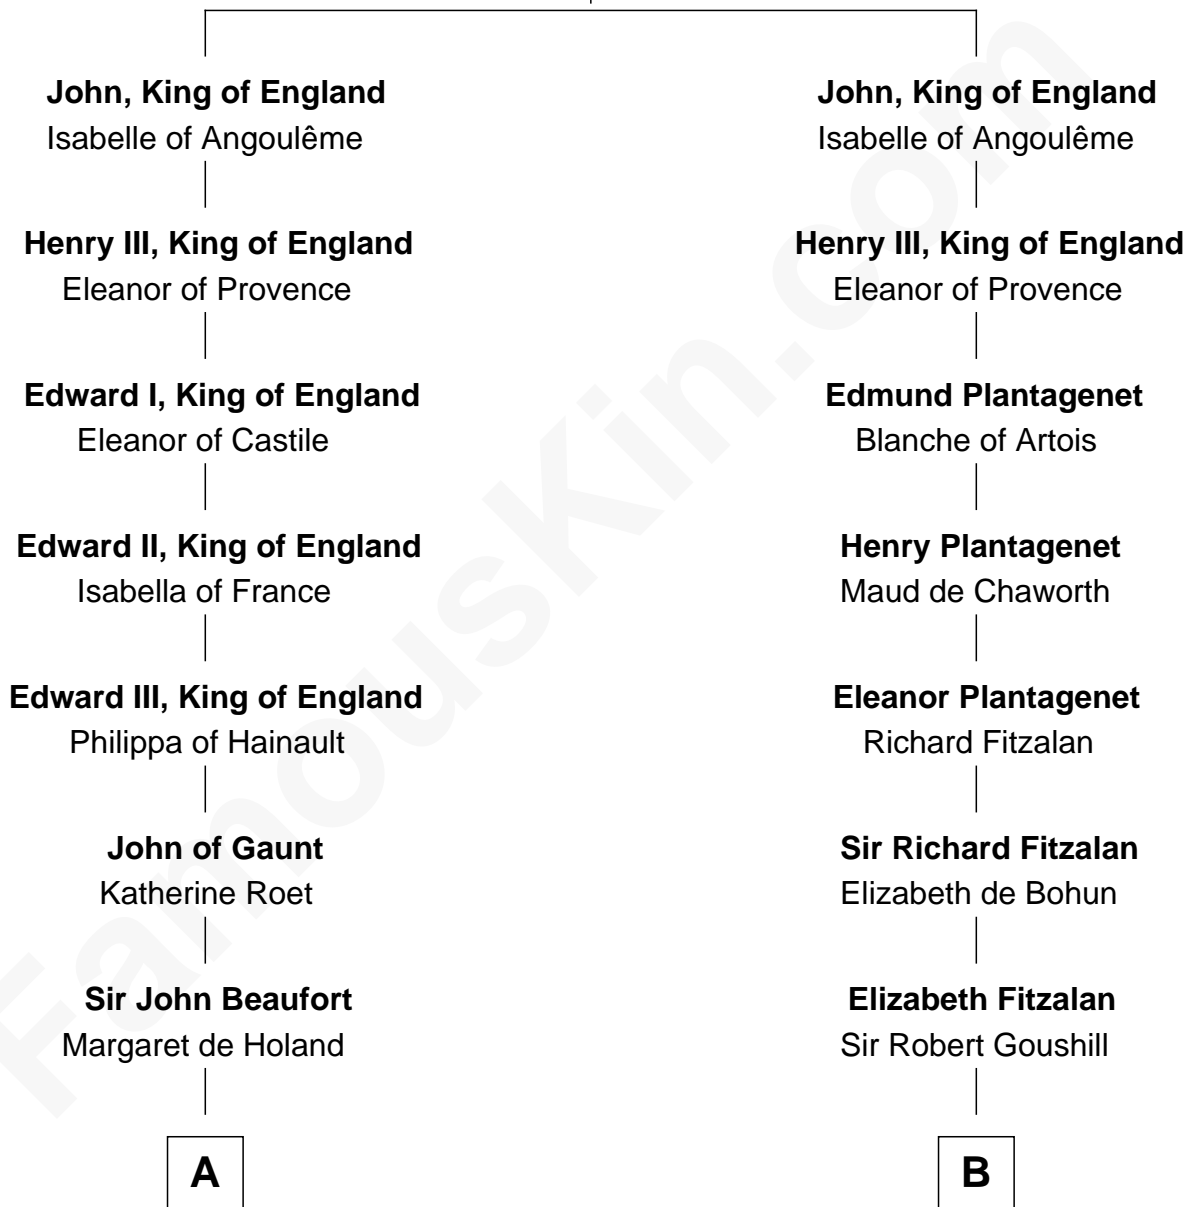 John, King of England
Isabelle of Angoulême
Henry III, King of England
Eleanor of Provence
Edward I, King of England
Eleanor of Castile
Edward II, King of England
Isabella of France
Edward III, King of England
Philippa of Hainault
John of Gaunt
Katherine Roet
Sir John Beaufort
Margaret de Holand
A
John, King of England
Isabelle of Angoulême
Henry III, King of England
Eleanor of Provence
Edmund Plantagenet
Blanche of Artois
Henry Plantagenet
Maud de Chaworth
Eleanor Plantagenet
Richard Fitzalan
Sir Richard Fitzalan
Elizabeth de Bohun
Elizabeth Fitzalan
Sir Robert Goushill
B
FamousKin.com